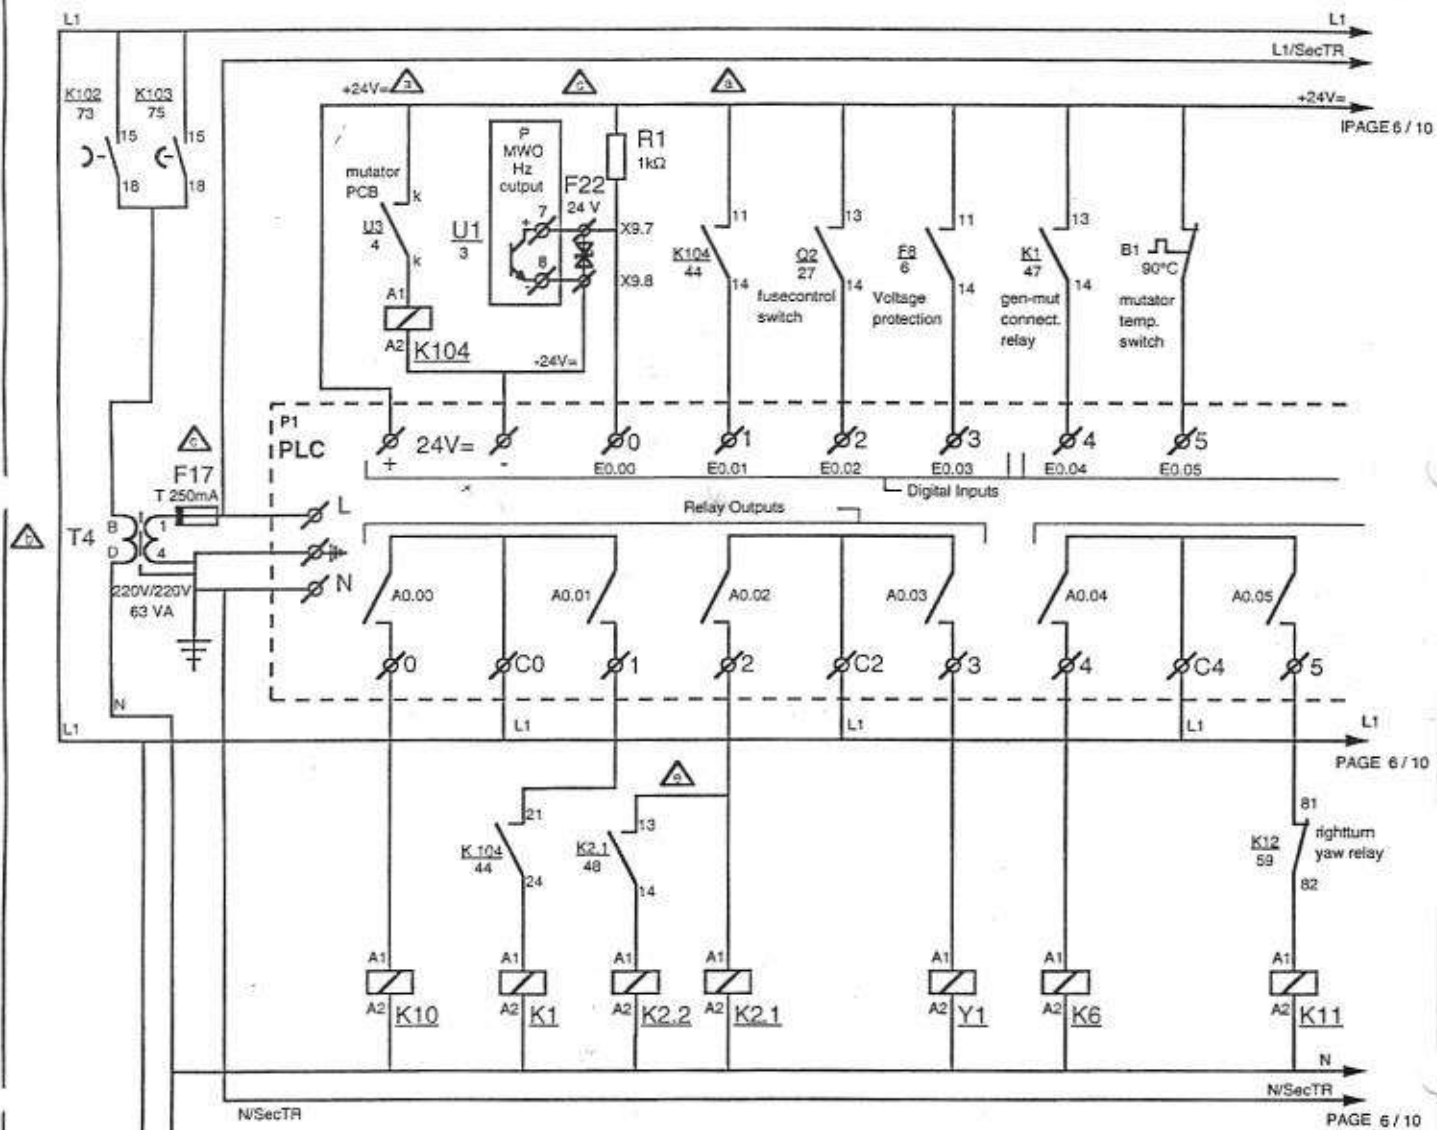 L1
L1
L1/SecTR
K102
73
K103
75
+24V=
a
c
d
+24V=
IPAGE 6 / 10
15
15
18
18
mutator
PCB
U3
4
k
k
P
MWO
Hz
output
U1
3
7
+
8
-
F22
24 V
R1
1kΩ
X9.7
X9.8
K104
44
11
14
Q2
27
13
14
fusecontrol
switch
F8
6
11
14
Voltage
protection
K1
47
13
14
gen-mut
connect.
relay
B1
90°C
mutator
temp.
switch
A1
A2
K104
-24V=
P1
PLC
+
24V=
-
0
1
2
3
4
5
E0.00
E0.01
E0.02
E0.03
E0.04
E0.05
Digital Inputs
Relay Outputs
c
F17
T 250mA
b
T4
B
D
1
4
220V/220V
63 VA
L
N
A0.00
A0.01
A0.02
A0.03
A0.04
A0.05
0
C0
1
2
C2
3
4
C4
5
N
L1
L1
L1
L1
L1
PAGE 6 / 10
K.104
44
21
24
K2.1
48
13
14
K12
59
81
82
rightturn
yaw relay
A1
A2
K10
A1
A2
K1
A1
A2
K2.2
A1
A2
K2.1
A1
A2
Y1
A1
A2
K6
A1
A2
K11
N
N/SecTR
N/SecTR
PAGE 6 / 10